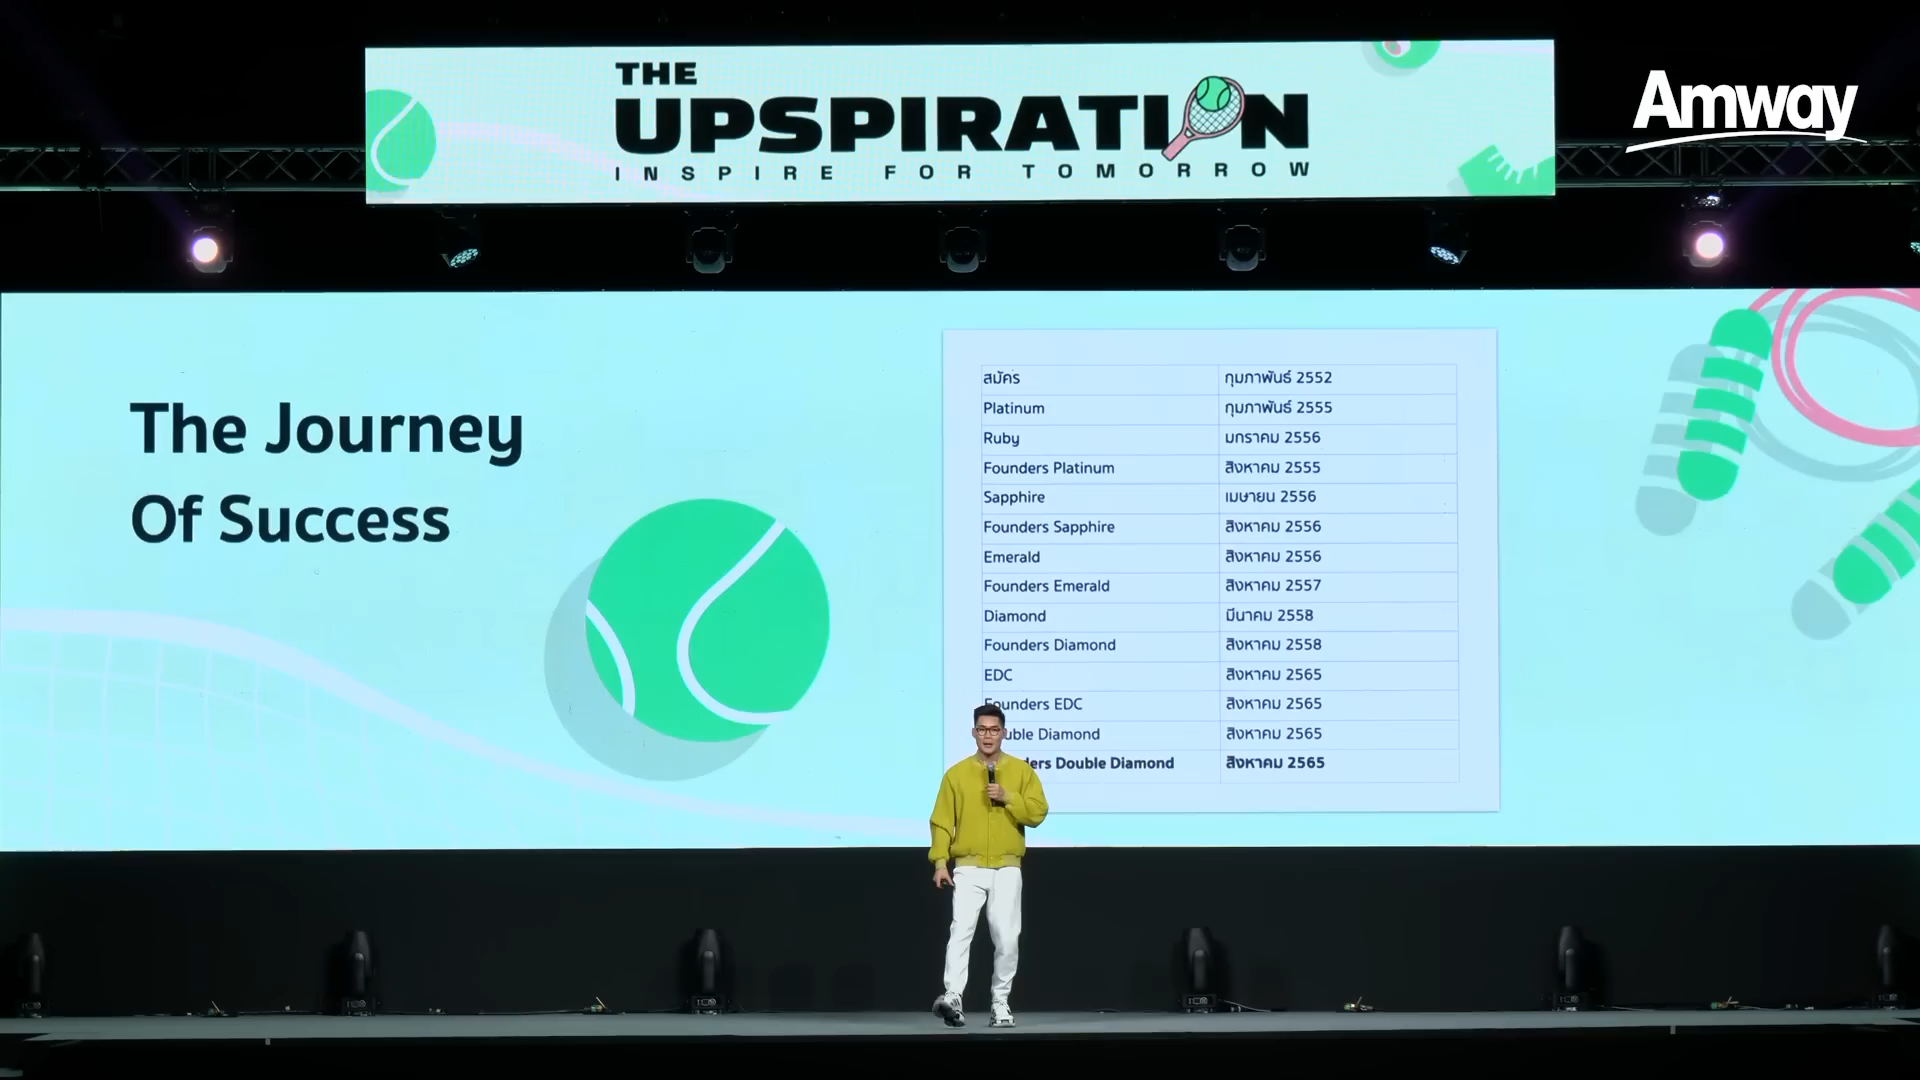 THE
UPSPIRATION
INSPIRE FOR TOMORROW
Amway
The Journey
Of Success
สมัคร กุมภาพันธ์ 2552
Platinum กุมภาพันธ์ 2555
Ruby มกราคม 2556
Founders Platinum สิงหาคม 2555
Sapphire เมษายน 2556
Founders Sapphire สิงหาคม 2556
Emerald สิงหาคม 2556
Founders Emerald สิงหาคม 2557
Diamond มีนาคม 2558
Founders Diamond สิงหาคม 2558
EDC สิงหาคม 2565
Founders EDC สิงหาคม 2565
Diamond สิงหาคม 2565
Double Diamond สิงหาคม 2565